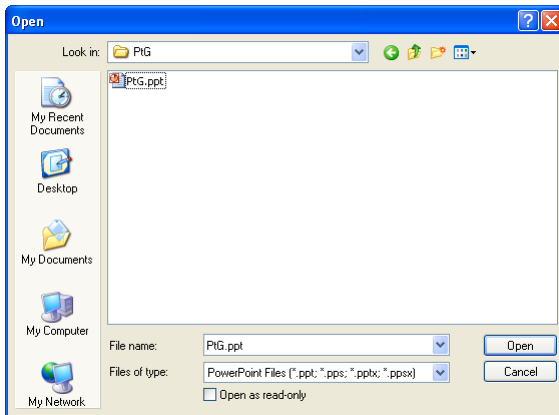 Open
Look in: PtG
PtG.ppt
My Recent
Documents
Desktop
My Documents
My Computer
My Network
File name: PtG.ppt Open
Files of type: PowerPoint Files (*.ppt; *.pps; *.pptx; *.ppsx) Cancel
Open as read-only